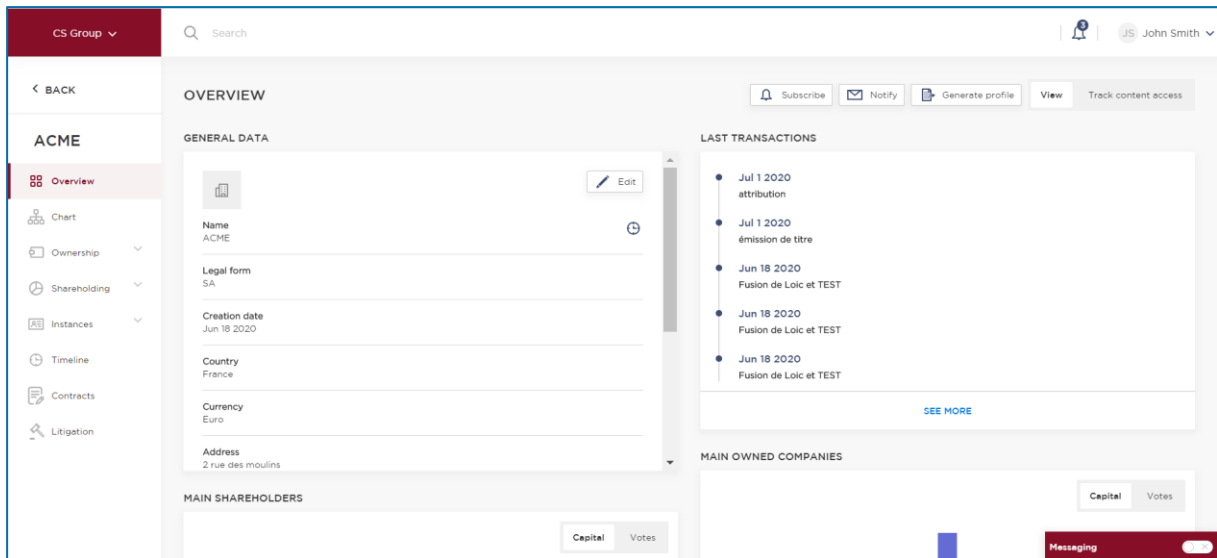 CS Group
Search
3
JS John Smith
BACK
OVERVIEW
Subscribe
Notify
Generate profile
View
Track content access
ACME
Overview
Chart
Ownership
Shareholding
Instances
Timeline
Contracts
Litigation
GENERAL DATA
Edit
Name
ACME
Legal form
SA
Creation date
Jun 18 2020
Country
France
Currency
Euro
Address
2 rue des moulins
MAIN SHAREHOLDERS
Capital Votes
LAST TRANSACTIONS
Jul 1 2020
attribution
Jul 1 2020
émission de titre
Jun 18 2020
Fusion de Loic et TEST
Jun 18 2020
Fusion de Loic et TEST
Jun 18 2020
Fusion de Loic et TEST
SEE MORE
MAIN OWNED COMPANIES
Capital Votes
Messaging